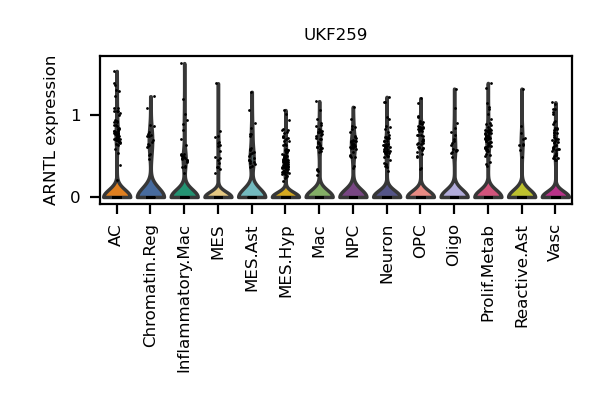 UKF259
ARNTL expression
1
0
AC
Chromatin.Reg
Inflammatory.Mac
MES
MES.Ast
MES.Hyp
Mac
NPC
Neuron
OPC
Oligo
Prolif.Metab
Reactive.Ast
Vasc